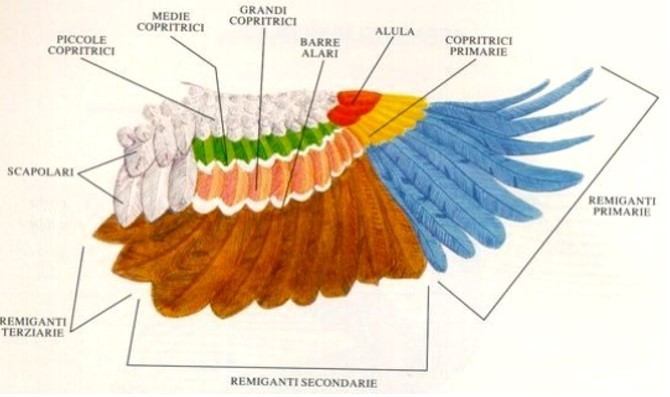 GRANDI
COPRITRICI
MEDIE
COPRITRICI
PICCOLE
COPRITRICI
BARRE
ALARI
ALULA
COPRITRICI
PRIMARIE
SCAPOLARI
REMIGANTI
PRIMARIE
REMIGANTI
TERZIARIE
REMIGANTI SECONDARIE